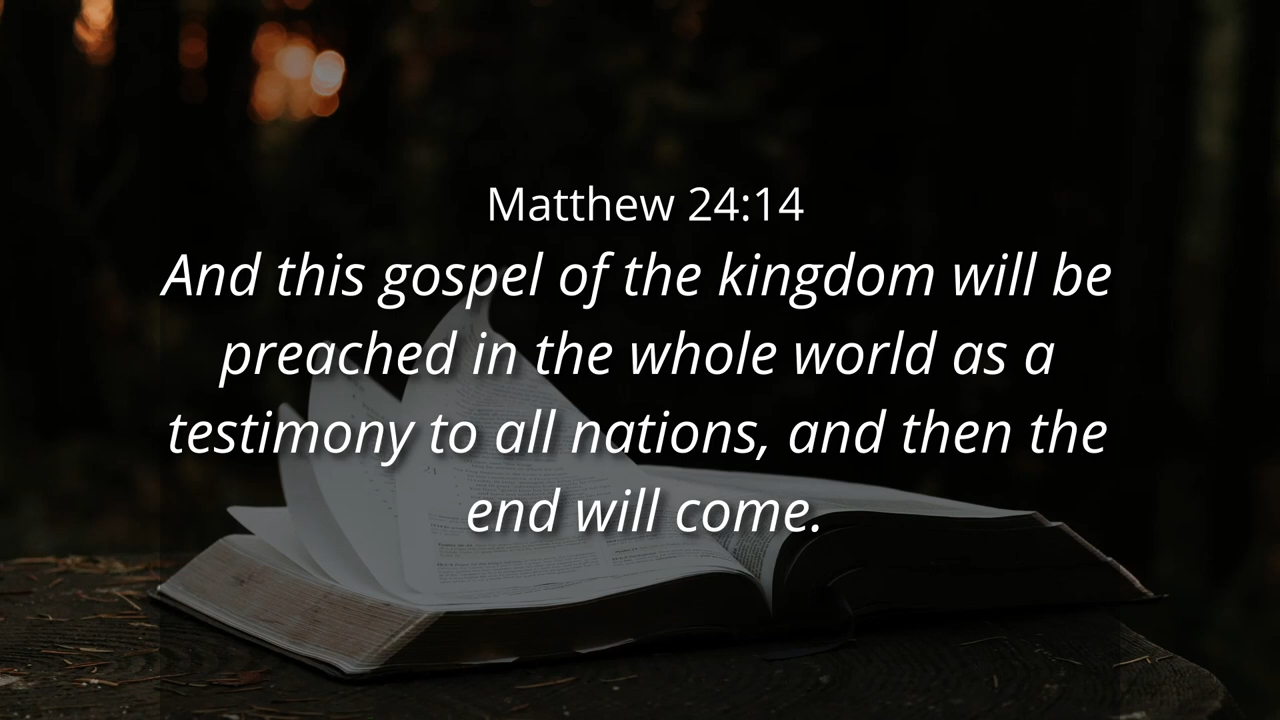 Matthew 24:14
And this gospel of the kingdom will be
preached in the whole world as a
testimony to all nations, and then the
end will come.